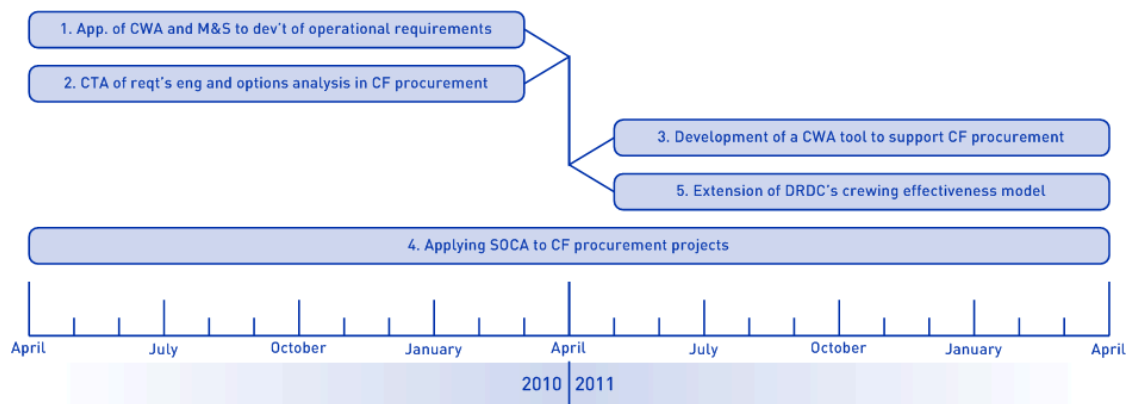 1. App. of CWA and M&S to dev't of operational requirements
2. CTA of reqt's eng and options analysis in CF procurement
3. Development of a CWA tool to support CF procurement
5. Extension of DRDC's crewing effectiveness model
4. Applying SOCA to CF procurement projects
April July October January April July October January April
2010 2011